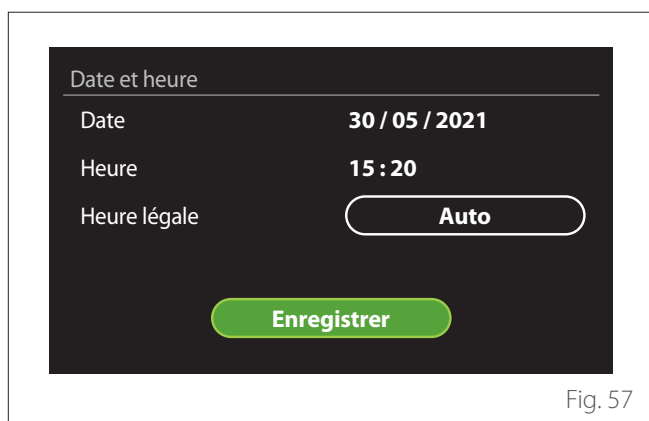 Date et heure
Date 30 / 05 / 2021
Heure 15 : 20
Heure légale Auto
Enregistrer
Fig. 57